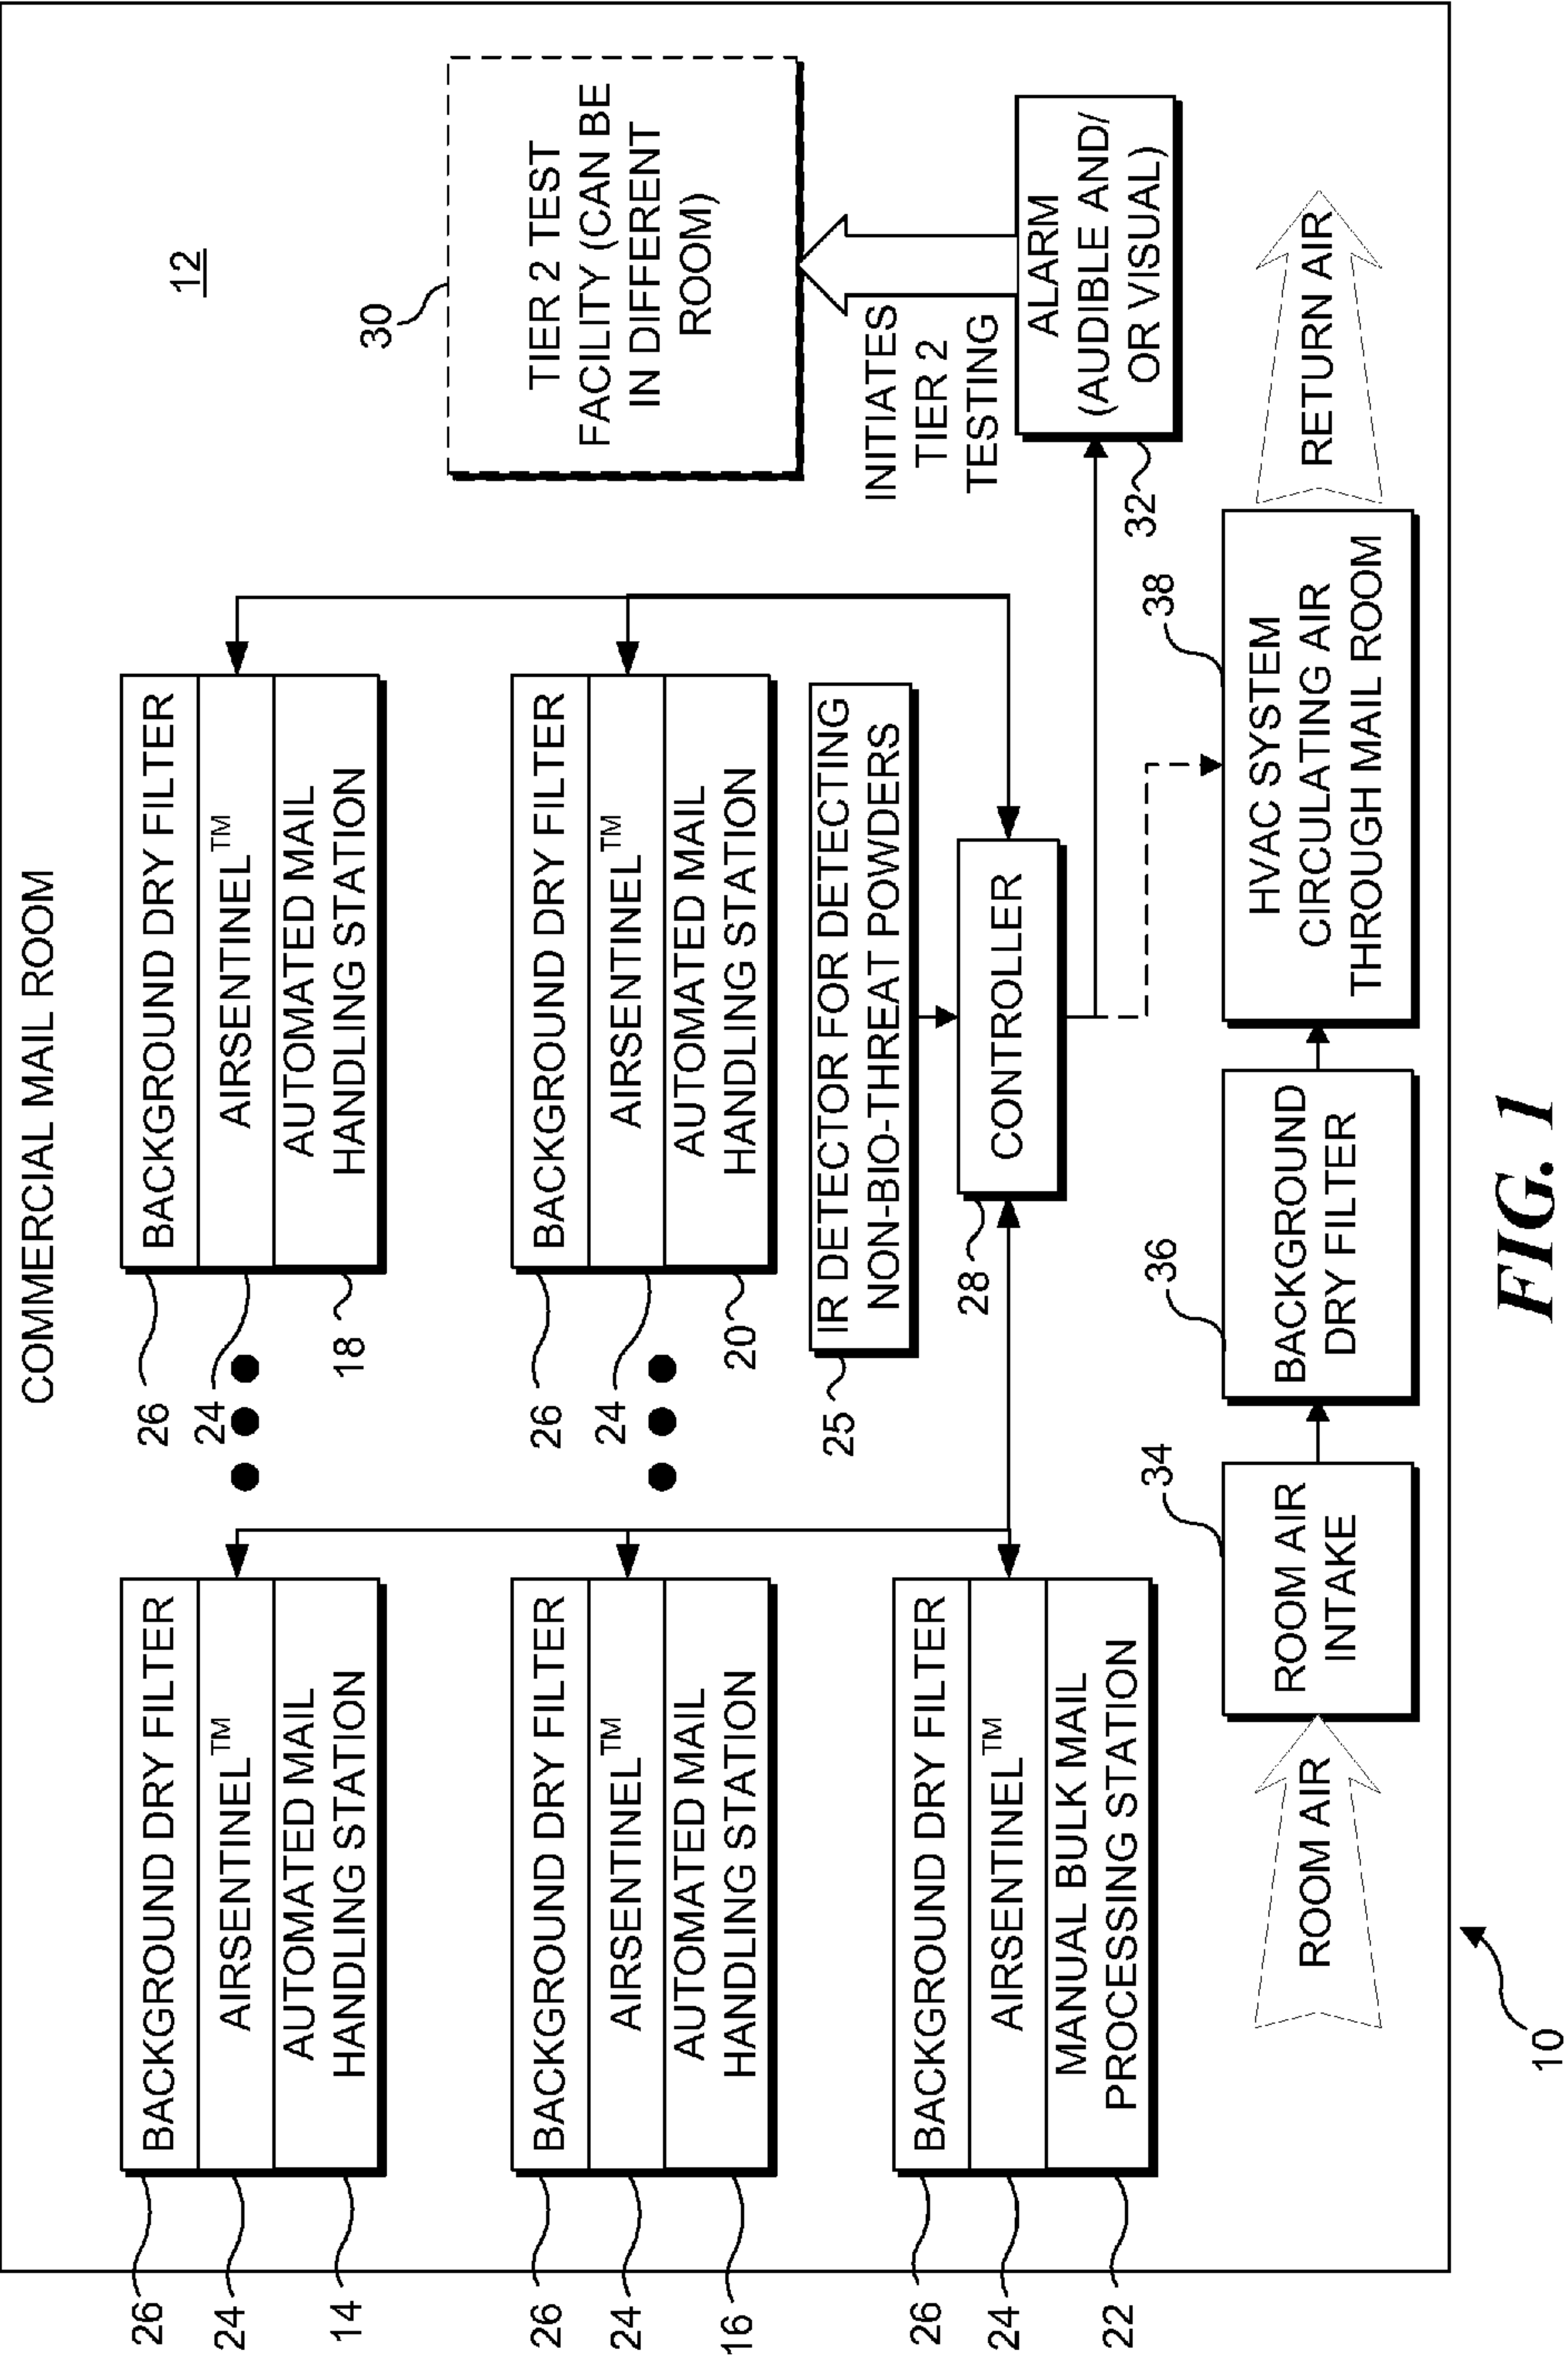 COMMERCIAL MAIL ROOM
12
BACKGROUND DRY FILTER
AIRSENTINEL™
AUTOMATED MAIL
HANDLING STATION
26
24
14
BACKGROUND DRY FILTER
AIRSENTINEL™
AUTOMATED MAIL
HANDLING STATION
26
24
18
BACKGROUND DRY FILTER
AIRSENTINEL™
AUTOMATED MAIL
HANDLING STATION
26
24
16
BACKGROUND DRY FILTER
AIRSENTINEL™
AUTOMATED MAIL
HANDLING STATION
26
24
20
30
TIER 2 TEST
FACILITY (CAN BE
IN DIFFERENT
ROOM)
BACKGROUND DRY FILTER
AIRSENTINEL™
MANUAL BULK MAIL
PROCESSING STATION
26
24
22
IR DETECTOR FOR DETECTING
NON-BIO-THREAT POWDERS
25
CONTROLLER
28
INITIATES
TIER 2
TESTING
ALARM
(AUDIBLE AND/
OR VISUAL)
32
ROOM AIR
34
ROOM AIR
INTAKE
36
BACKGROUND
DRY FILTER
38
HVAC SYSTEM
CIRCULATING AIR
THROUGH MAIL ROOM
RETURN AIR
10
FIG. 1